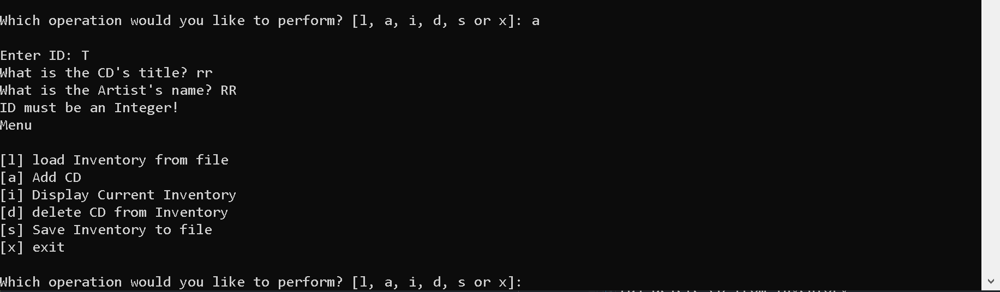 Which operation would you like to perform? [l, a, i, d, s or x]: a
Enter ID: T
What is the CD's title? rr
What is the Artist's name? RR
ID must be an Integer!
Menu
[l] load Inventory from file
[a] Add CD
[i] Display Current Inventory
[d] delete CD from Inventory
[s] Save Inventory to file
[x] exit
Which operation would you like to perform? [l, a, i, d, s or x]: